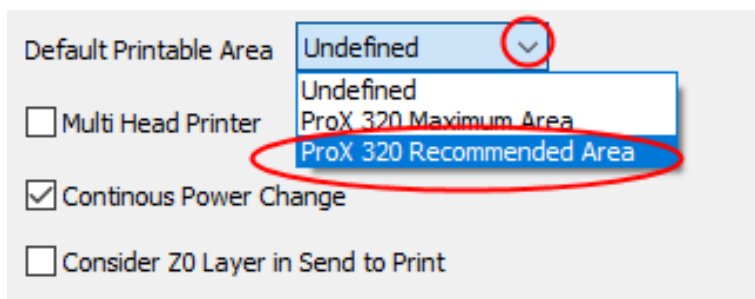 Default Printable Area Undefined
Undefined
Multi Head Printer ProX 320 Maximum Area
ProX 320 Recommended Area
Continous Power Change
Consider Z0 Layer in Send to Print